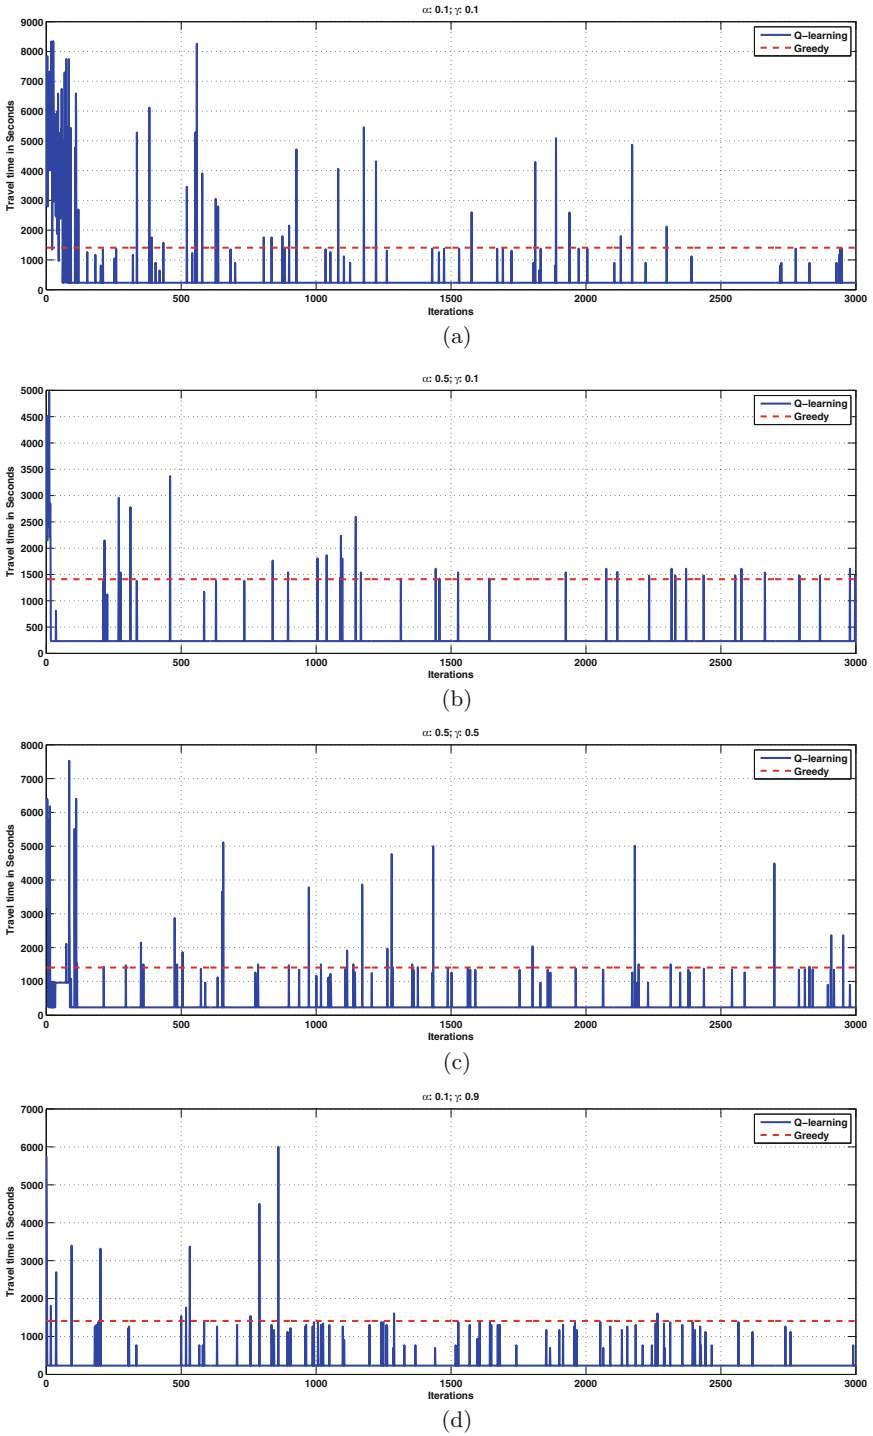 α: 0.1; γ: 0.1
9000
8000
7000
6000
5000
4000
3000
2000
1000
0
Travel time in Seconds
Q-learning
Greedy
0 500 1000 1500 2000 2500 3000
Iterations
(a)
α: 0.5; γ: 0.1
5000
4500
4000
3500
3000
2500
2000
1500
1000
500
0
Travel time in Seconds
Q-learning
Greedy
0 500 1000 1500 2000 2500 3000
Iterations
(b)
α: 0.5; γ: 0.5
8000
7000
6000
5000
4000
3000
2000
1000
0
Travel time in Seconds
Q-learning
Greedy
0 500 1000 1500 2000 2500 3000
Iterations
(c)
α: 0.1; γ: 0.9
7000
6000
5000
4000
3000
2000
1000
0
Travel time in Seconds
Q-learning
Greedy
0 500 1000 1500 2000 2500 3000
Iterations
(d)